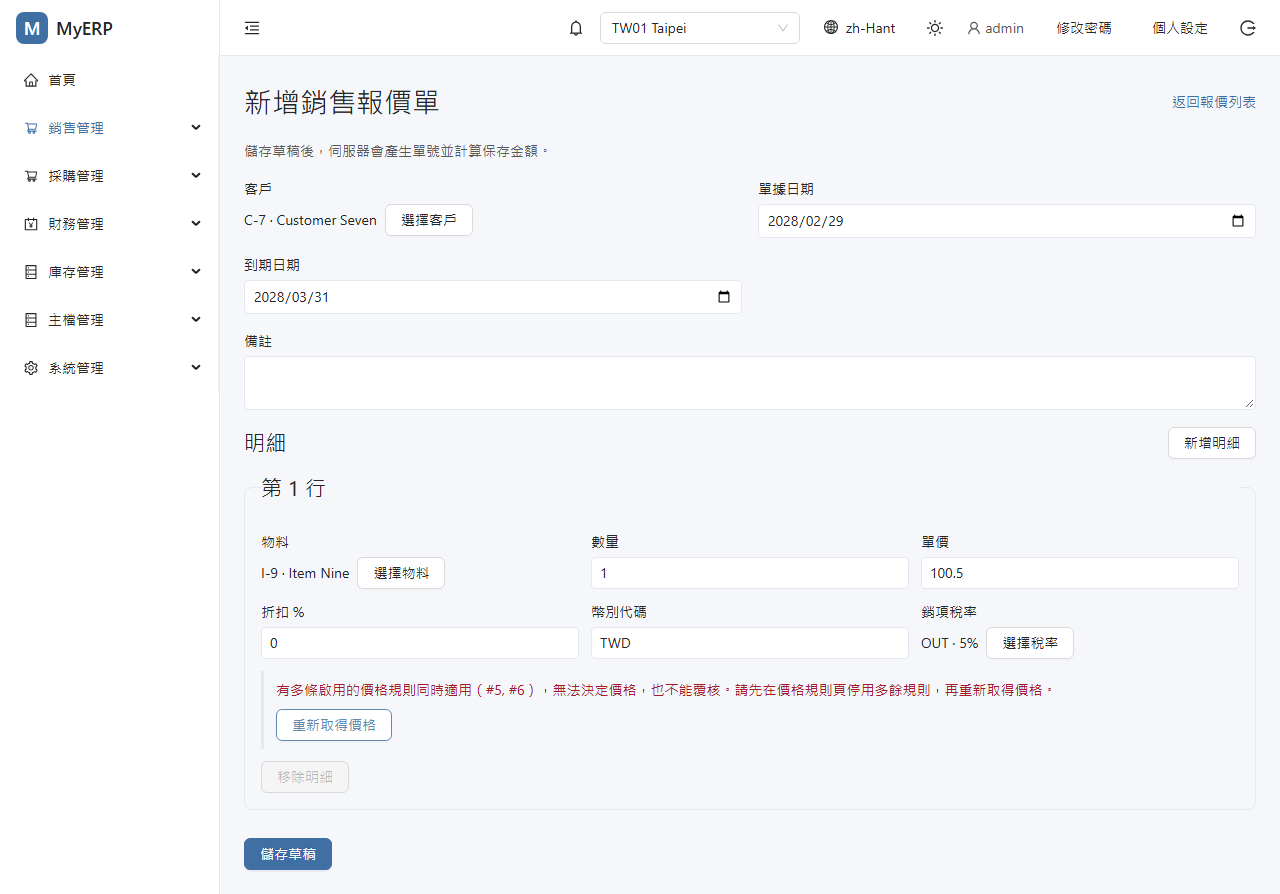 M MyERP
TW01 Taipei
zh-Hant
admin
修改密碼
個人設定
首頁
銷售管理
採購管理
財務管理
庫存管理
主檔管理
系統管理
新增銷售報價單
返回報價列表
儲存草稿後，伺服器會產生單號並計算保存金額。
客戶
單據日期
C-7 · Customer Seven
選擇客戶
2028/02/29
到期日期
2028/03/31
備註
明細
新增明細
第 1 行
物料
數量
單價
I-9 · Item Nine
選擇物料
1
100.5
折扣 %
幣別代碼
銷項稅率
0
TWD
OUT · 5%
選擇稅率
有多條啟用的價格規則同時適用（#5, #6），無法決定價格，也不能覆核。請先在價格規則頁停用多餘規則，再重新取得價格。
重新取得價格
移除明細
儲存草稿